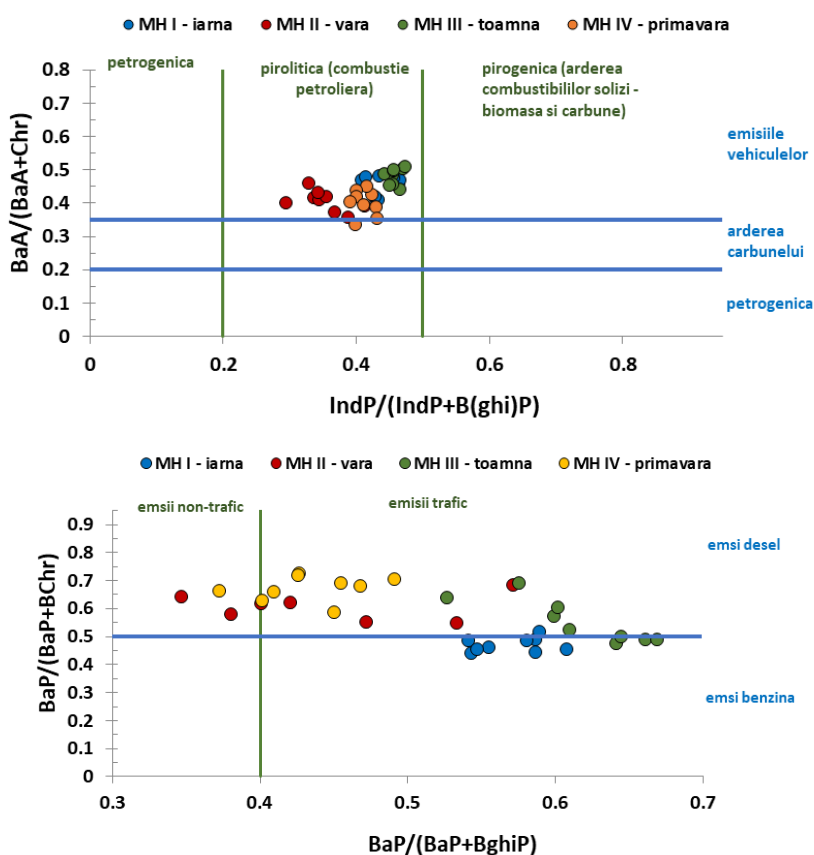 MH I - iarna MH II - vara MH III - toamna MH IV - primavara
petrogenica
pirolitica (combustie
petroliera)
pirogenica (arderea
combustibililor solizi -
biomasa si carbune)
BaA/(BaA+Chr)
0.8
0.7
0.6
0.5
0.4
0.3
0.2
0.1
0
0 0.2 0.4 0.6 0.8
IndP/(IndP+B(ghi)P)
emisiile
vehiculelor
arderea
carbunelui
petrogenica
MH I - iarna MH II - vara MH III - toamna MH IV - primavara
emsii non-trafic
emisii trafic
BaP/(BaP+BChr)
0.9
0.8
0.7
0.6
0.5
0.4
0.3
0.2
0.1
0
0.3 0.4 0.5 0.6 0.7
BaP/(BaP+BghiP)
emsi desel
emsi benzina